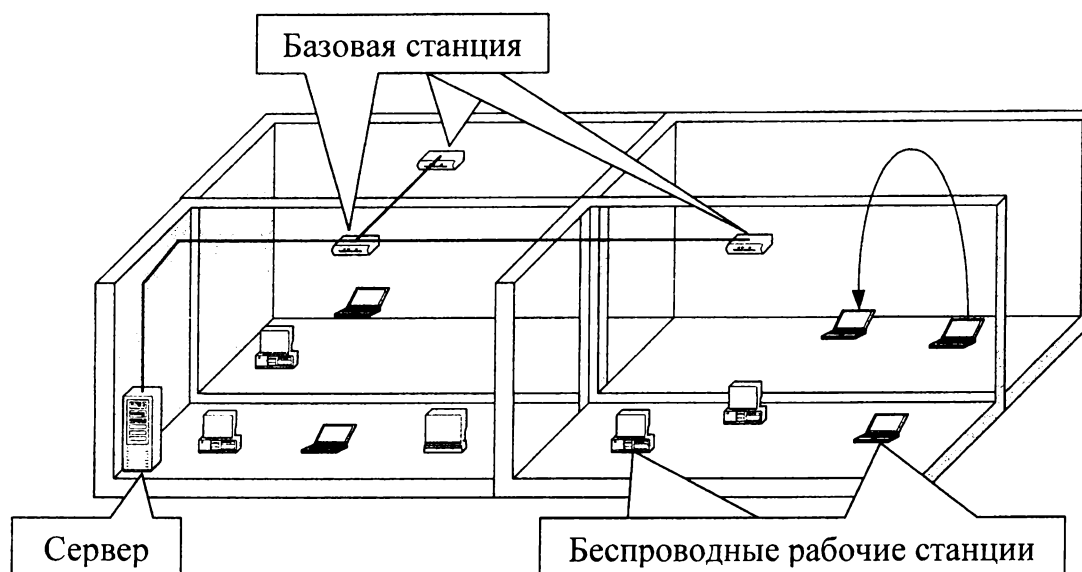 Базовая станция
Сервер
Беспроводные рабочие станции